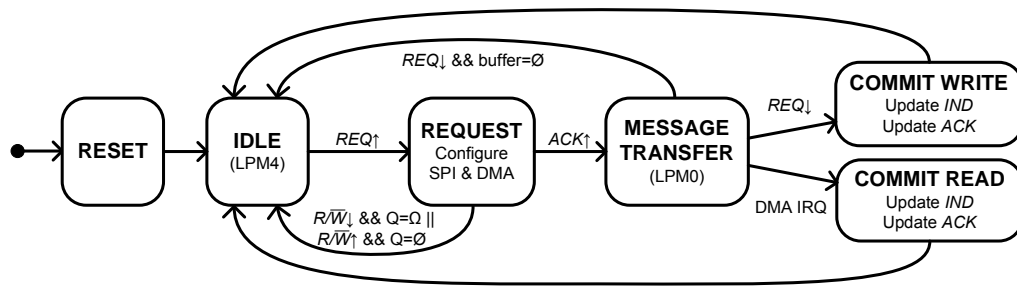 REQ↓ && buffer=Ø
RESET
IDLE
(LPM4)
REQ↑
REQUEST
Configure
SPI & DMA
ACK↑
MESSAGE
TRANSFER
(LPM0)
REQ↓
COMMIT WRITE
Update IND
Update ACK
DMA IRQ
COMMIT READ
Update IND
Update ACK
R/W̅↓ && Q=Ω ||
R/W̅↑ && Q=Ø